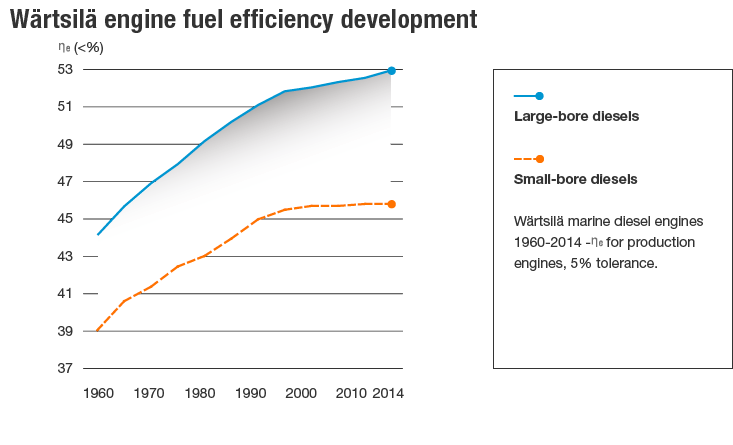 Wärtsilä engine fuel efficiency development
ηe (<%)
53
51
49
47
45
43
41
39
37
1960 1970 1980 1990 2000 2010 2014
Large-bore diesels
Small-bore diesels
Wärtsilä marine diesel engines
1960-2014 -ηe for production
engines, 5% tolerance.